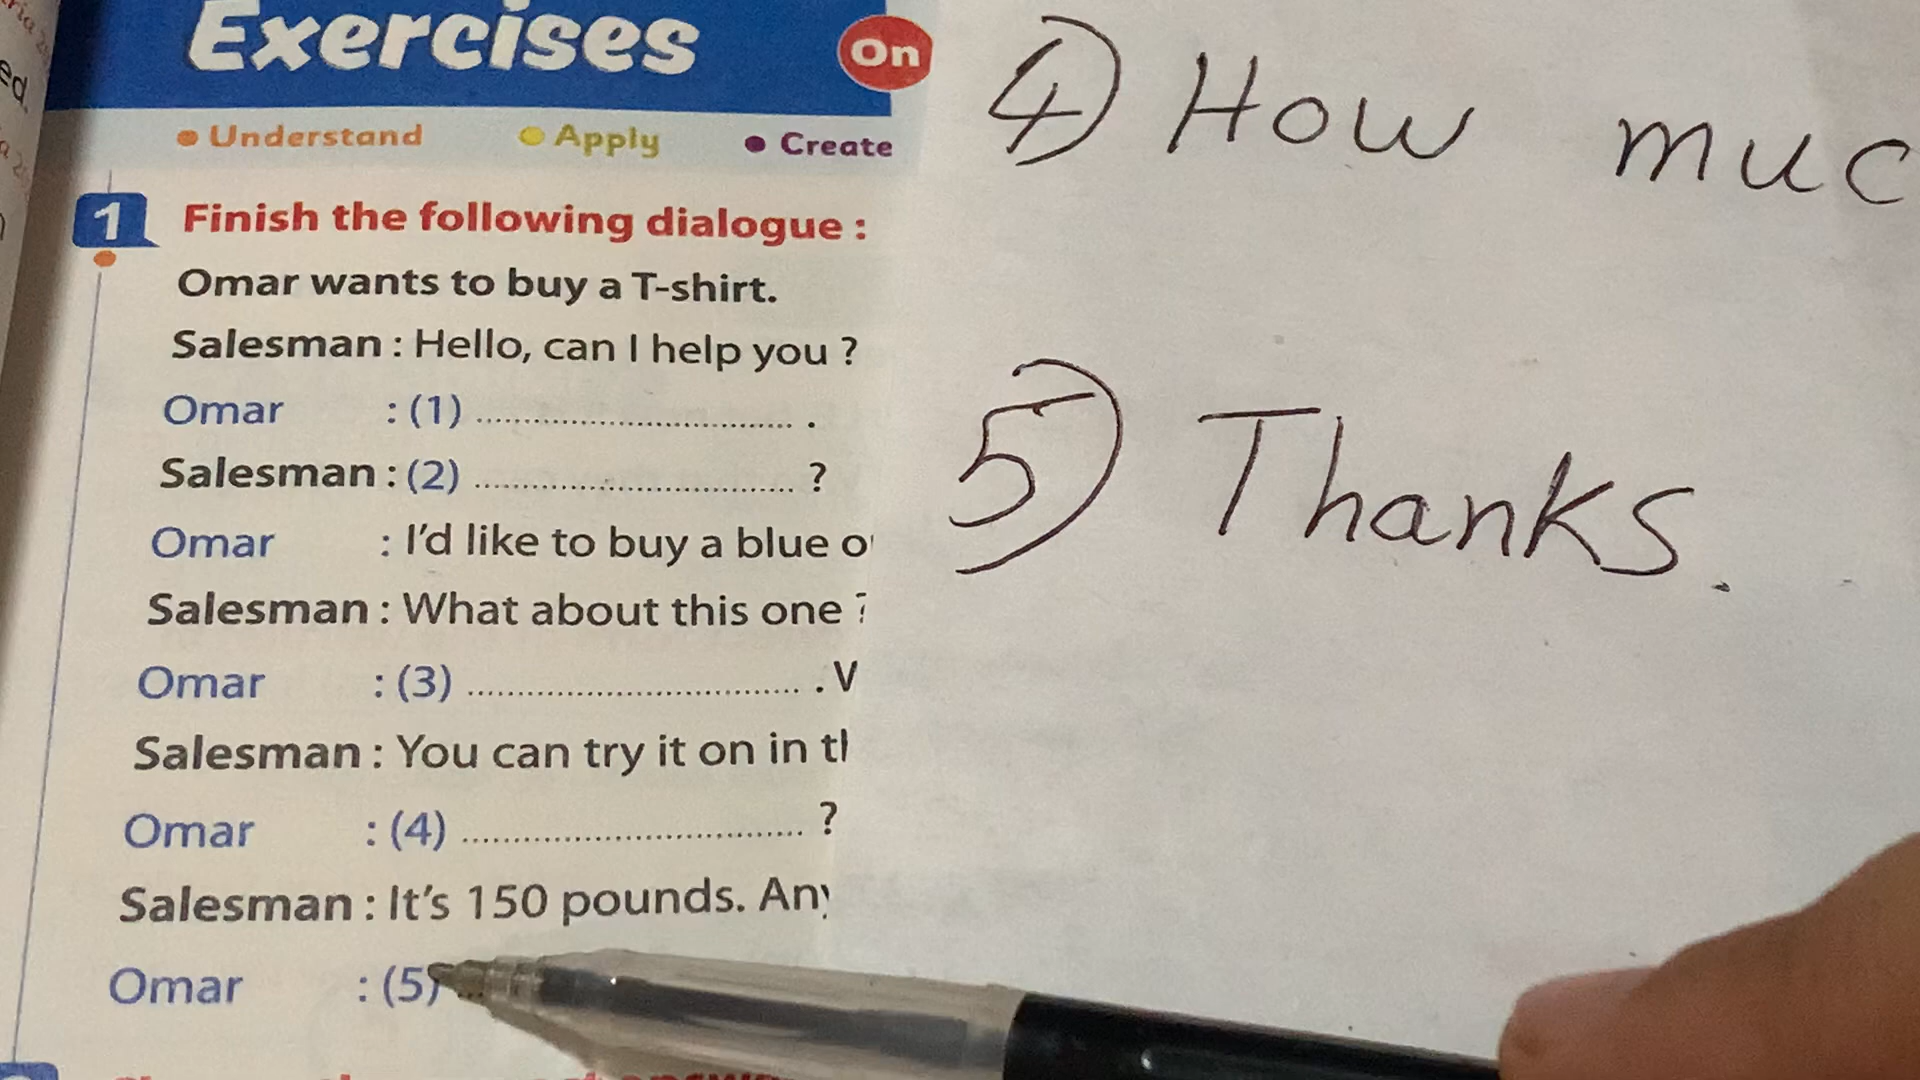 Exercises On
Understand Apply Create
1 Finish the following dialogue :
Omar wants to buy a T-shirt.
Salesman : Hello, can I help you ?
Omar : (1) .
Salesman : (2) ?
Omar : I'd like to buy a blue
Salesman : What about this one ?
Omar : (3) .
Salesman : You can try it on in
Omar : (4) ?
Salesman : It's 150 pounds.
Omar : (5)
4) How
5) Thanks.